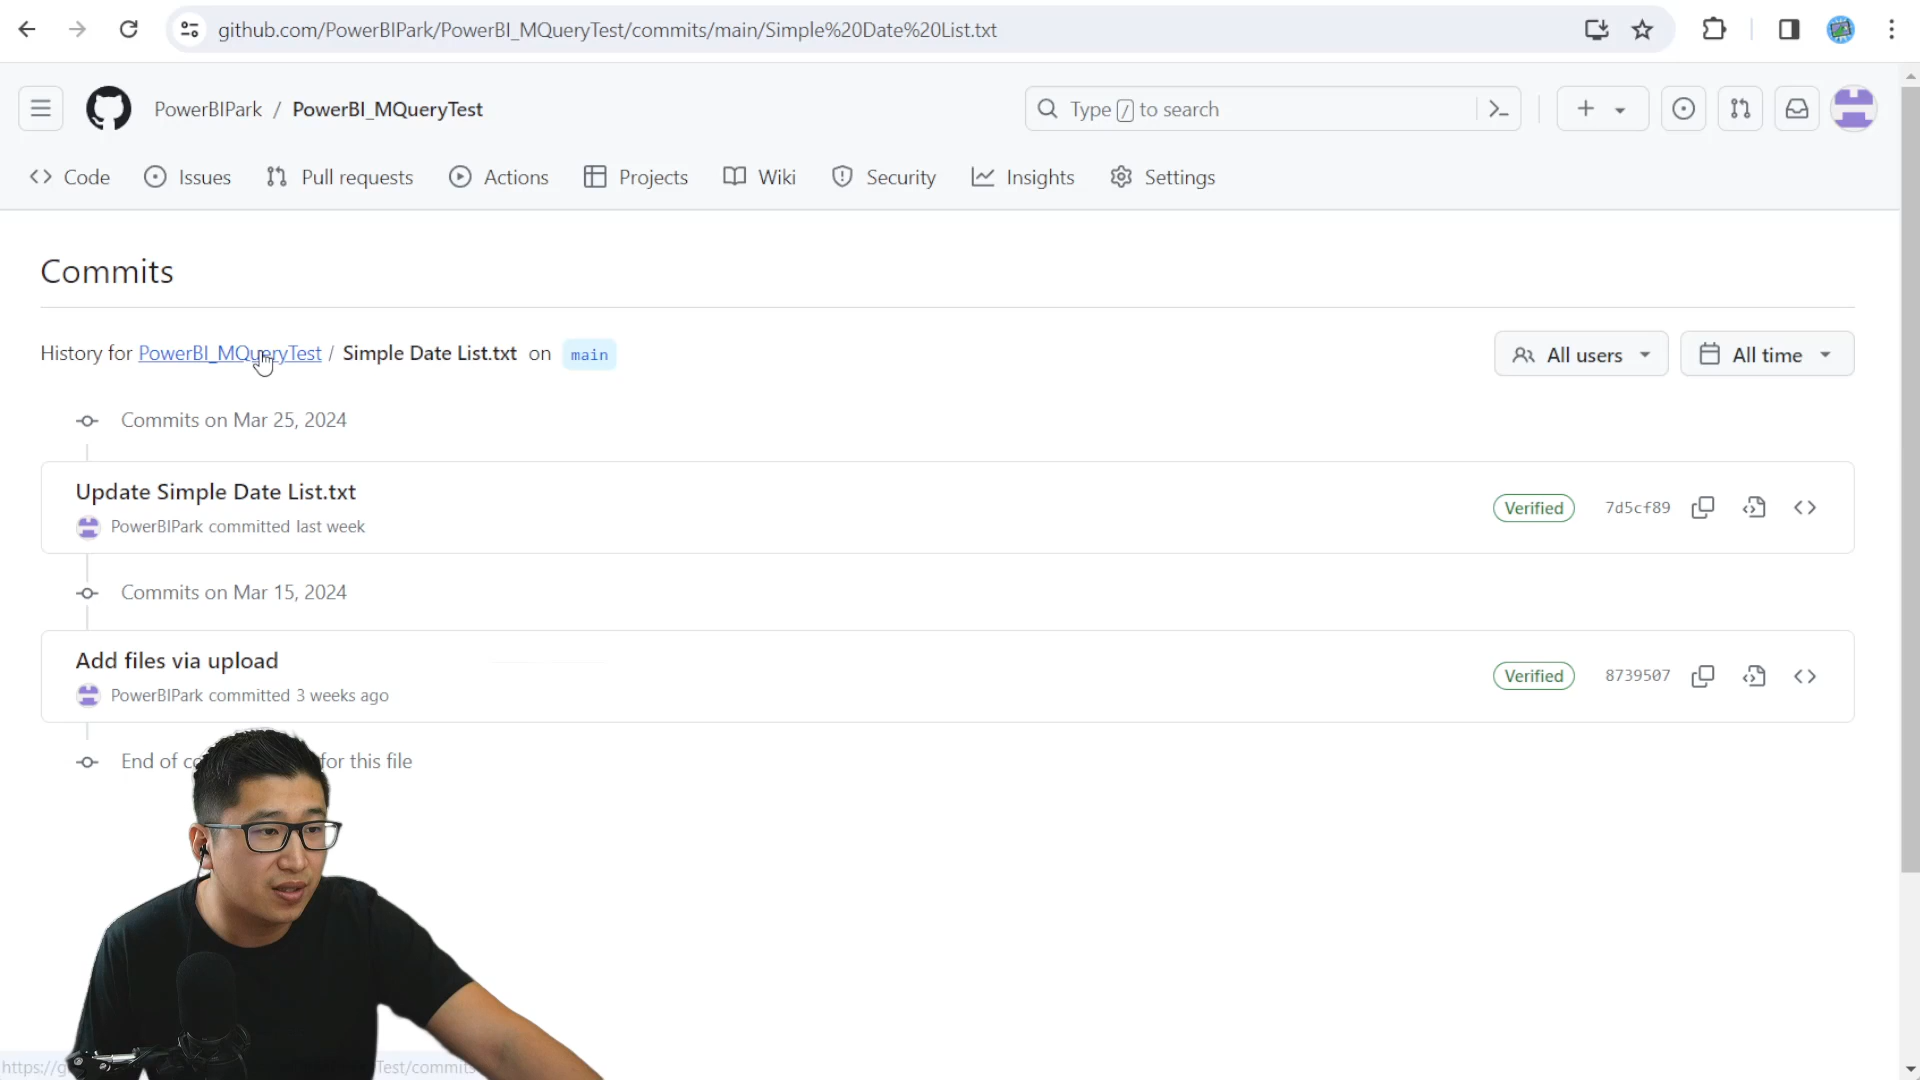 github.com/PowerBIPark/PowerBI_MQueryTest/commits/main/Simple%20Date%20List.txt
PowerBIPark / PowerBI_MQueryTest
Type / to search
Code Issues Pull requests Actions Projects Wiki Security Insights Settings
Commits
History for PowerBI_MQueryTest / Simple Date List.txt on main
All users All time
Commits on Mar 25, 2024
Update Simple Date List.txt
PowerBIPark committed last week
Verified 7d5cf89
Commits on Mar 15, 2024
Add files via upload
PowerBIPark committed 3 weeks ago
Verified 8739507
End of for this file
https://g Test/commits